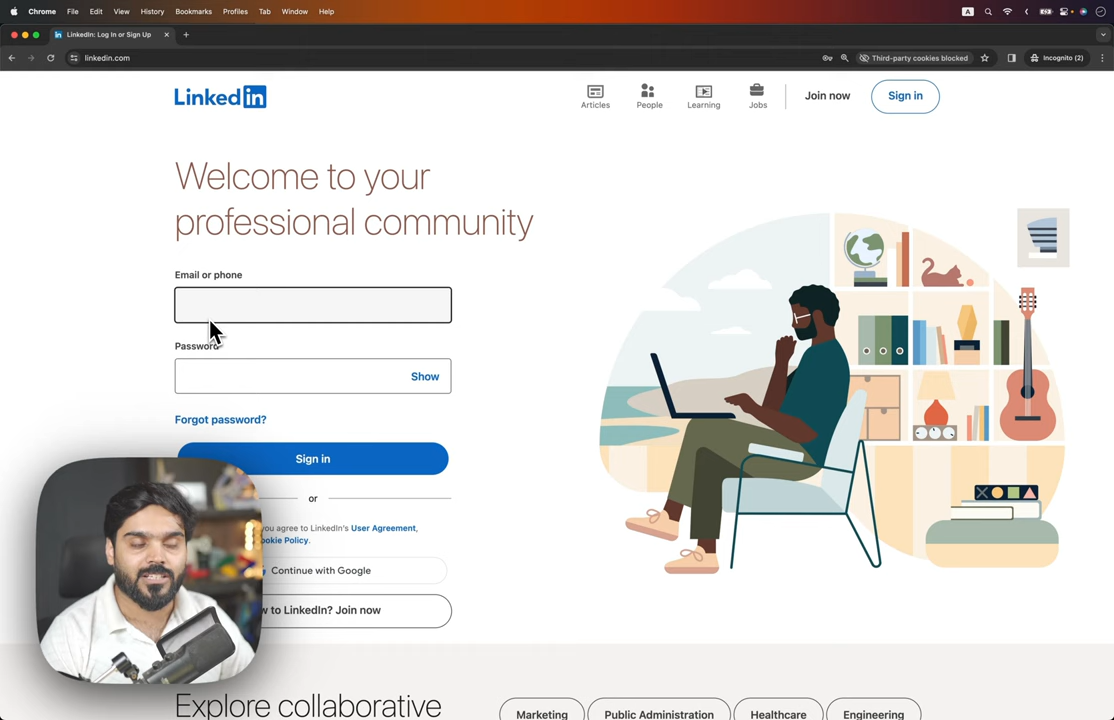 Chrome File Edit View History Bookmarks Profiles Tab Window Help A
LinkedIn: Log In or Sign Up
linkedin.com Third-party cookies blocked Incognito (2)
LinkedIn
Articles People Learning Jobs Join now Sign in
Welcome to your
professional community
Email or phone
Password
Show
Forgot password?
Sign in
or
you agree to LinkedIn's User Agreement,
okie Policy.
Continue with Google
w to LinkedIn? Join now
Explore collaborative
Marketing Public Administration Healthcare Engineering